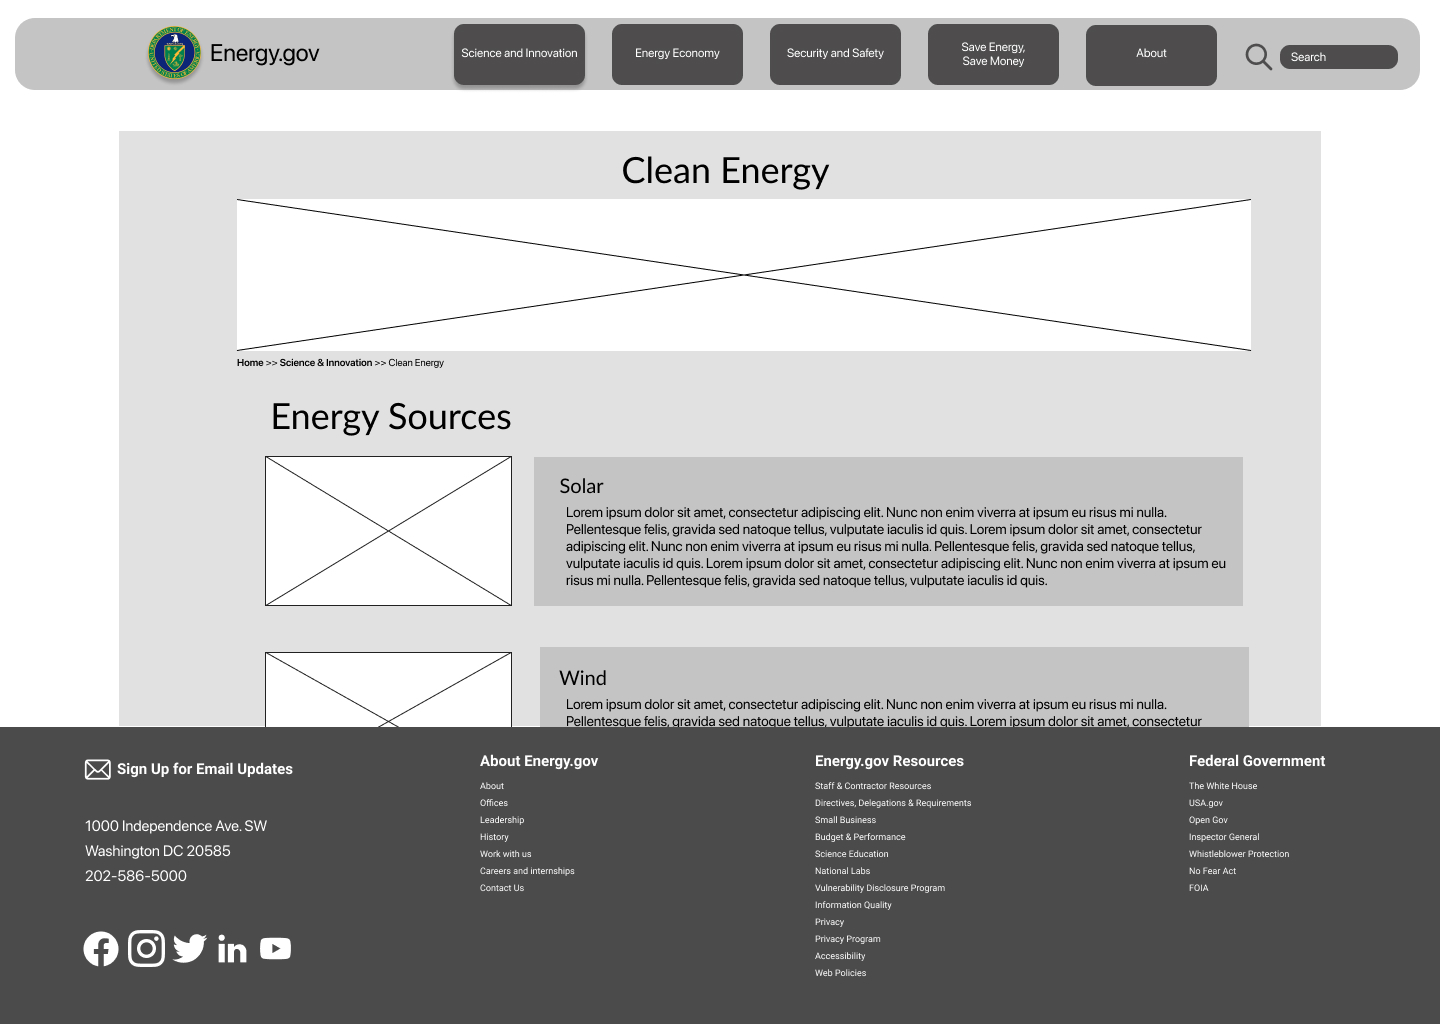 Energy.gov
Science and Innovation
Energy Economy
Security and Safety
Save Energy,
Save Money
About
Search
Clean Energy
Home >> Science & Innovation >> Clean Energy
Energy Sources
Solar
Lorem ipsum dolor sit amet, consectetur adipiscing elit. Nunc non enim viverra at ipsum eu risus mi nulla.
Pellentesque felis, gravida sed natoque tellus, vulputate iaculis id quis. Lorem ipsum dolor sit amet, consectetur
adipiscing elit. Nunc non enim viverra at ipsum eu risus mi nulla. Pellentesque felis, gravida sed natoque tellus,
vulputate iaculis id quis. Lorem ipsum dolor sit amet, consectetur adipiscing elit. Nunc non enim viverra at ipsum eu
risus mi nulla. Pellentesque felis, gravida sed natoque tellus, vulputate iaculis id quis.
Wind
Lorem ipsum dolor sit amet, consectetur adipiscing elit. Nunc non enim viverra at ipsum eu risus mi nulla.
Pellentesque felis, gravida sed natoque tellus, vulputate iaculis id quis. Lorem ipsum dolor sit amet, consectetur
Sign Up for Email Updates
1000 Independence Ave. SW
Washington DC 20585
202-586-5000
About Energy.gov
About
Offices
Leadership
History
Work with us
Careers and internships
Contact Us
Energy.gov Resources
Staff & Contractor Resources
Directives, Delegations & Requirements
Small Business
Budget & Performance
Science Education
National Labs
Vulnerability Disclosure Program
Information Quality
Privacy
Privacy Program
Accessibility
Web Policies
Federal Government
The White House
USA.gov
Open Gov
Inspector General
Whistleblower Protection
No Fear Act
FOIA